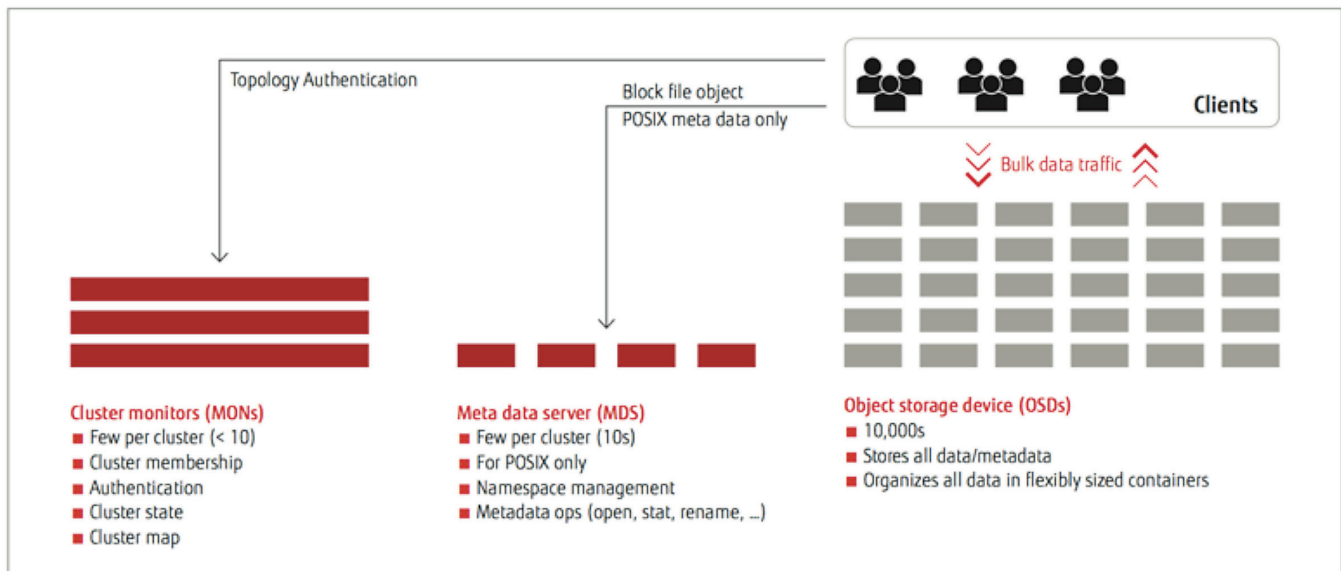 Topology Authentication
Block file object
POSIX meta data only
Clients
Bulk data traffic
Cluster monitors (MONs)
Few per cluster (< 10)
Cluster membership
Authentication
Cluster state
Cluster map
Meta data server (MDS)
Few per cluster (10s)
For POSIX only
Namespace management
Metadata ops (open, stat, rename, ...)
Object storage device (OSDs)
10,000s
Stores all data/metadata
Organizes all data in flexibly sized containers